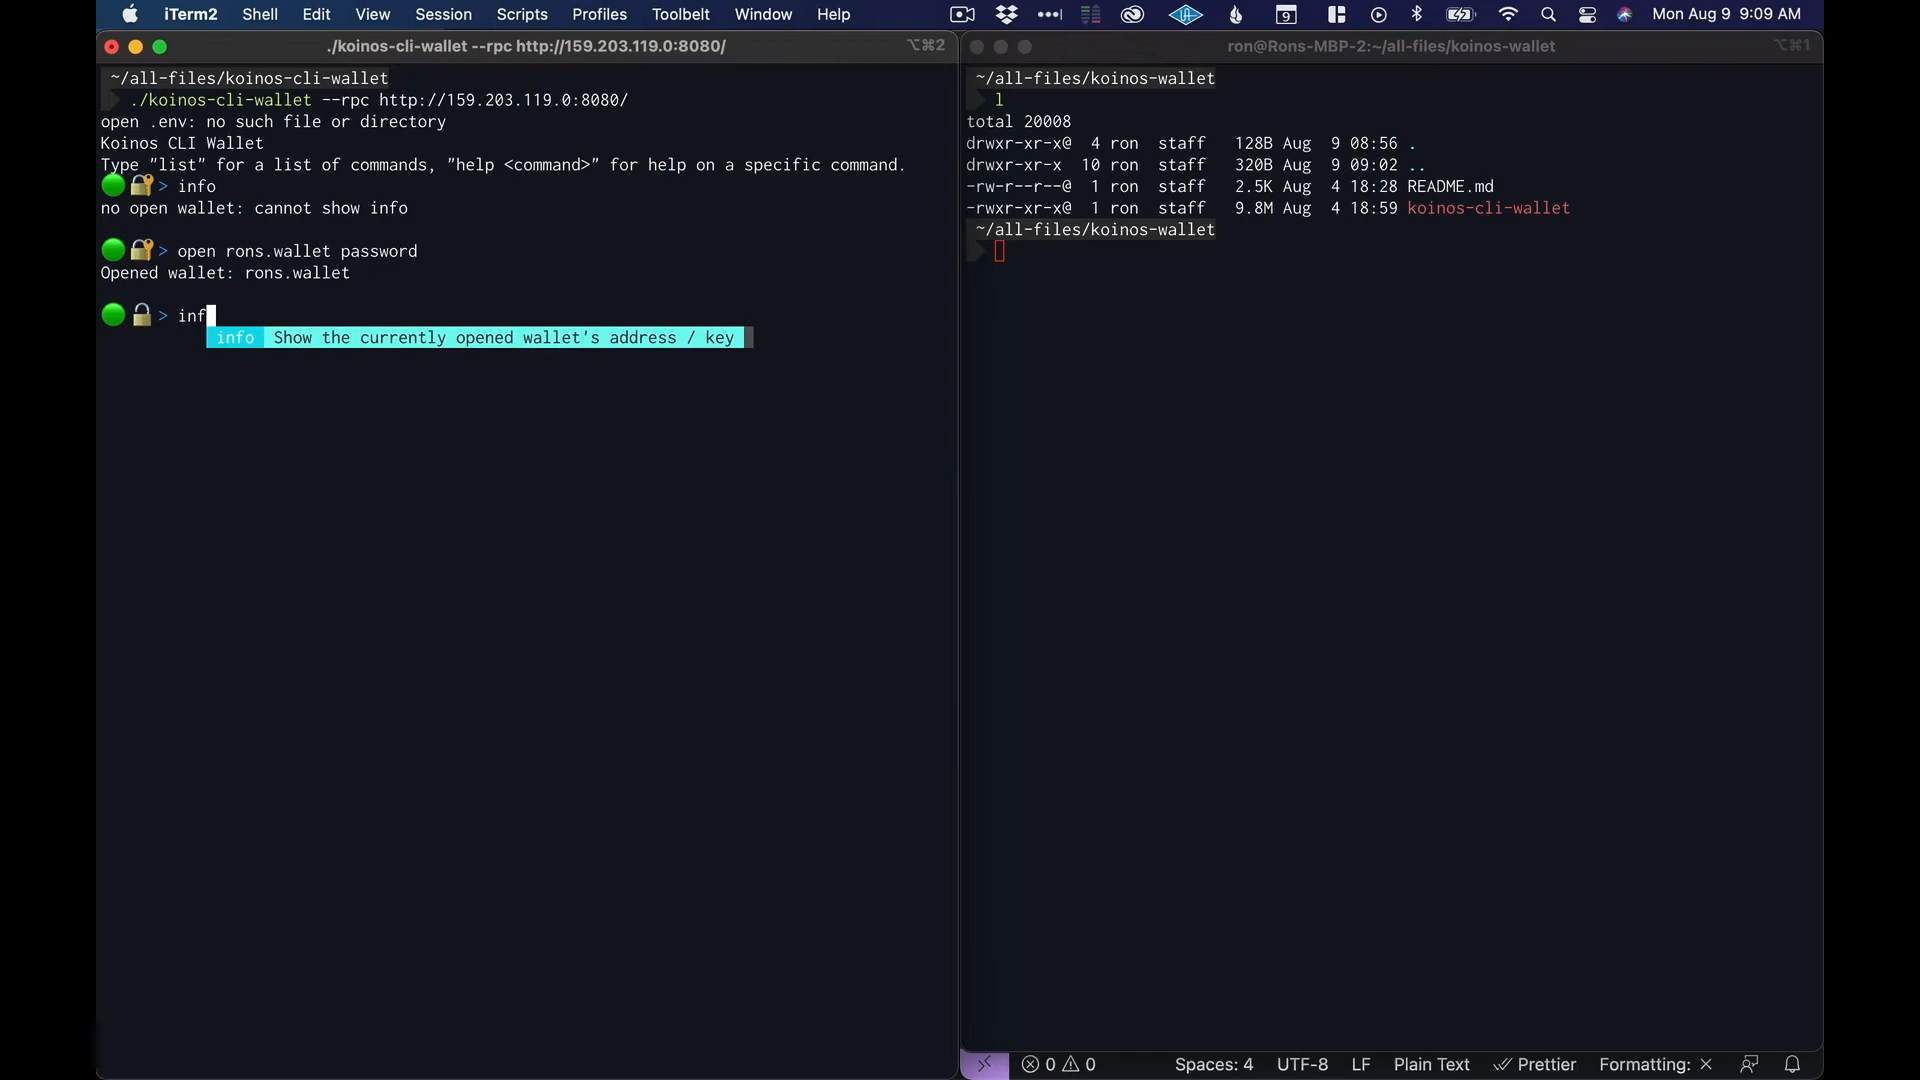 iTerm2 Shell Edit View Session Scripts Profiles Toolbelt Window Help 9 Mon Aug 9 9:09 AM
./koinos-cli-wallet --rpc http://159.203.119.0:8080/ ⌥⌘2
~/all-files/koinos-cli-wallet
./koinos-cli-wallet --rpc http://159.203.119.0:8080/
open .env: no such file or directory
Koinos CLI Wallet
Type "list" for a list of commands, "help <command>" for help on a specific command.
> info
no open wallet: cannot show info
> open rons.wallet password
Opened wallet: rons.wallet
> inf
info Show the currently opened wallet's address / key
ron@Rons-MBP-2:~/all-files/koinos-wallet ⌥⌘1
~/all-files/koinos-wallet
l
total 20008
drwxr-xr-x@ 4 ron staff 128B Aug 9 08:56 .
drwxr-xr-x 10 ron staff 320B Aug 9 09:02 ..
-rw-r--r--@ 1 ron staff 2.5K Aug 4 18:28 README.md
-rwxr-xr-x@ 1 ron staff 9.8M Aug 4 18:59 koinos-cli-wallet
~/all-files/koinos-wallet
0 0 Spaces: 4 UTF-8 LF Plain Text Prettier Formatting: ×